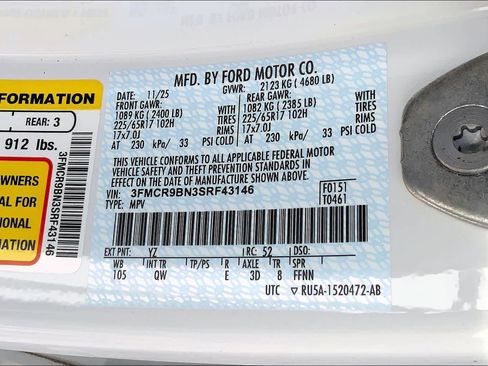 MFD. BY FORD MOTOR CO.
DATE: 11/25 GVWR: 2123 KG ( 4680 LB)
FRONT GAWR: REAR GAWR:
1089 KG ( 2400 LB) 1082 KG ( 2385 LB)
225/65R17 102H TIRES 225/65R17 102H TIRES
17x7.0J RIMS 17x7.0J RIMS
AT 230 kPa/ 33 PSI COLD AT 230 kPa/ 33 PSI COLD
THIS VEHICLE CONFORMS TO ALL APPLICABLE FEDERAL MOTOR
VEHICLE SAFETY AND THEFT PREVENTION STANDARDS IN EFFECT
ON THE DATE OF MANUFACTURE SHOWN ABOVE.
VIN: 3FMCR9BN3SRF43146
TYPE: MPV
F0151
T0461
EXT PNT: YZ RC: 52 DSO:
WB INT TR TP/PS R AXLE TR SPR
105 QW E 3D 8 FFNN
UTC ▽ RU5A-1520472-AB
FORMATION
REAR: 3
912 lbs.
OWNERS
ual for
tional
mation
3FMCR9BN3SRF43146